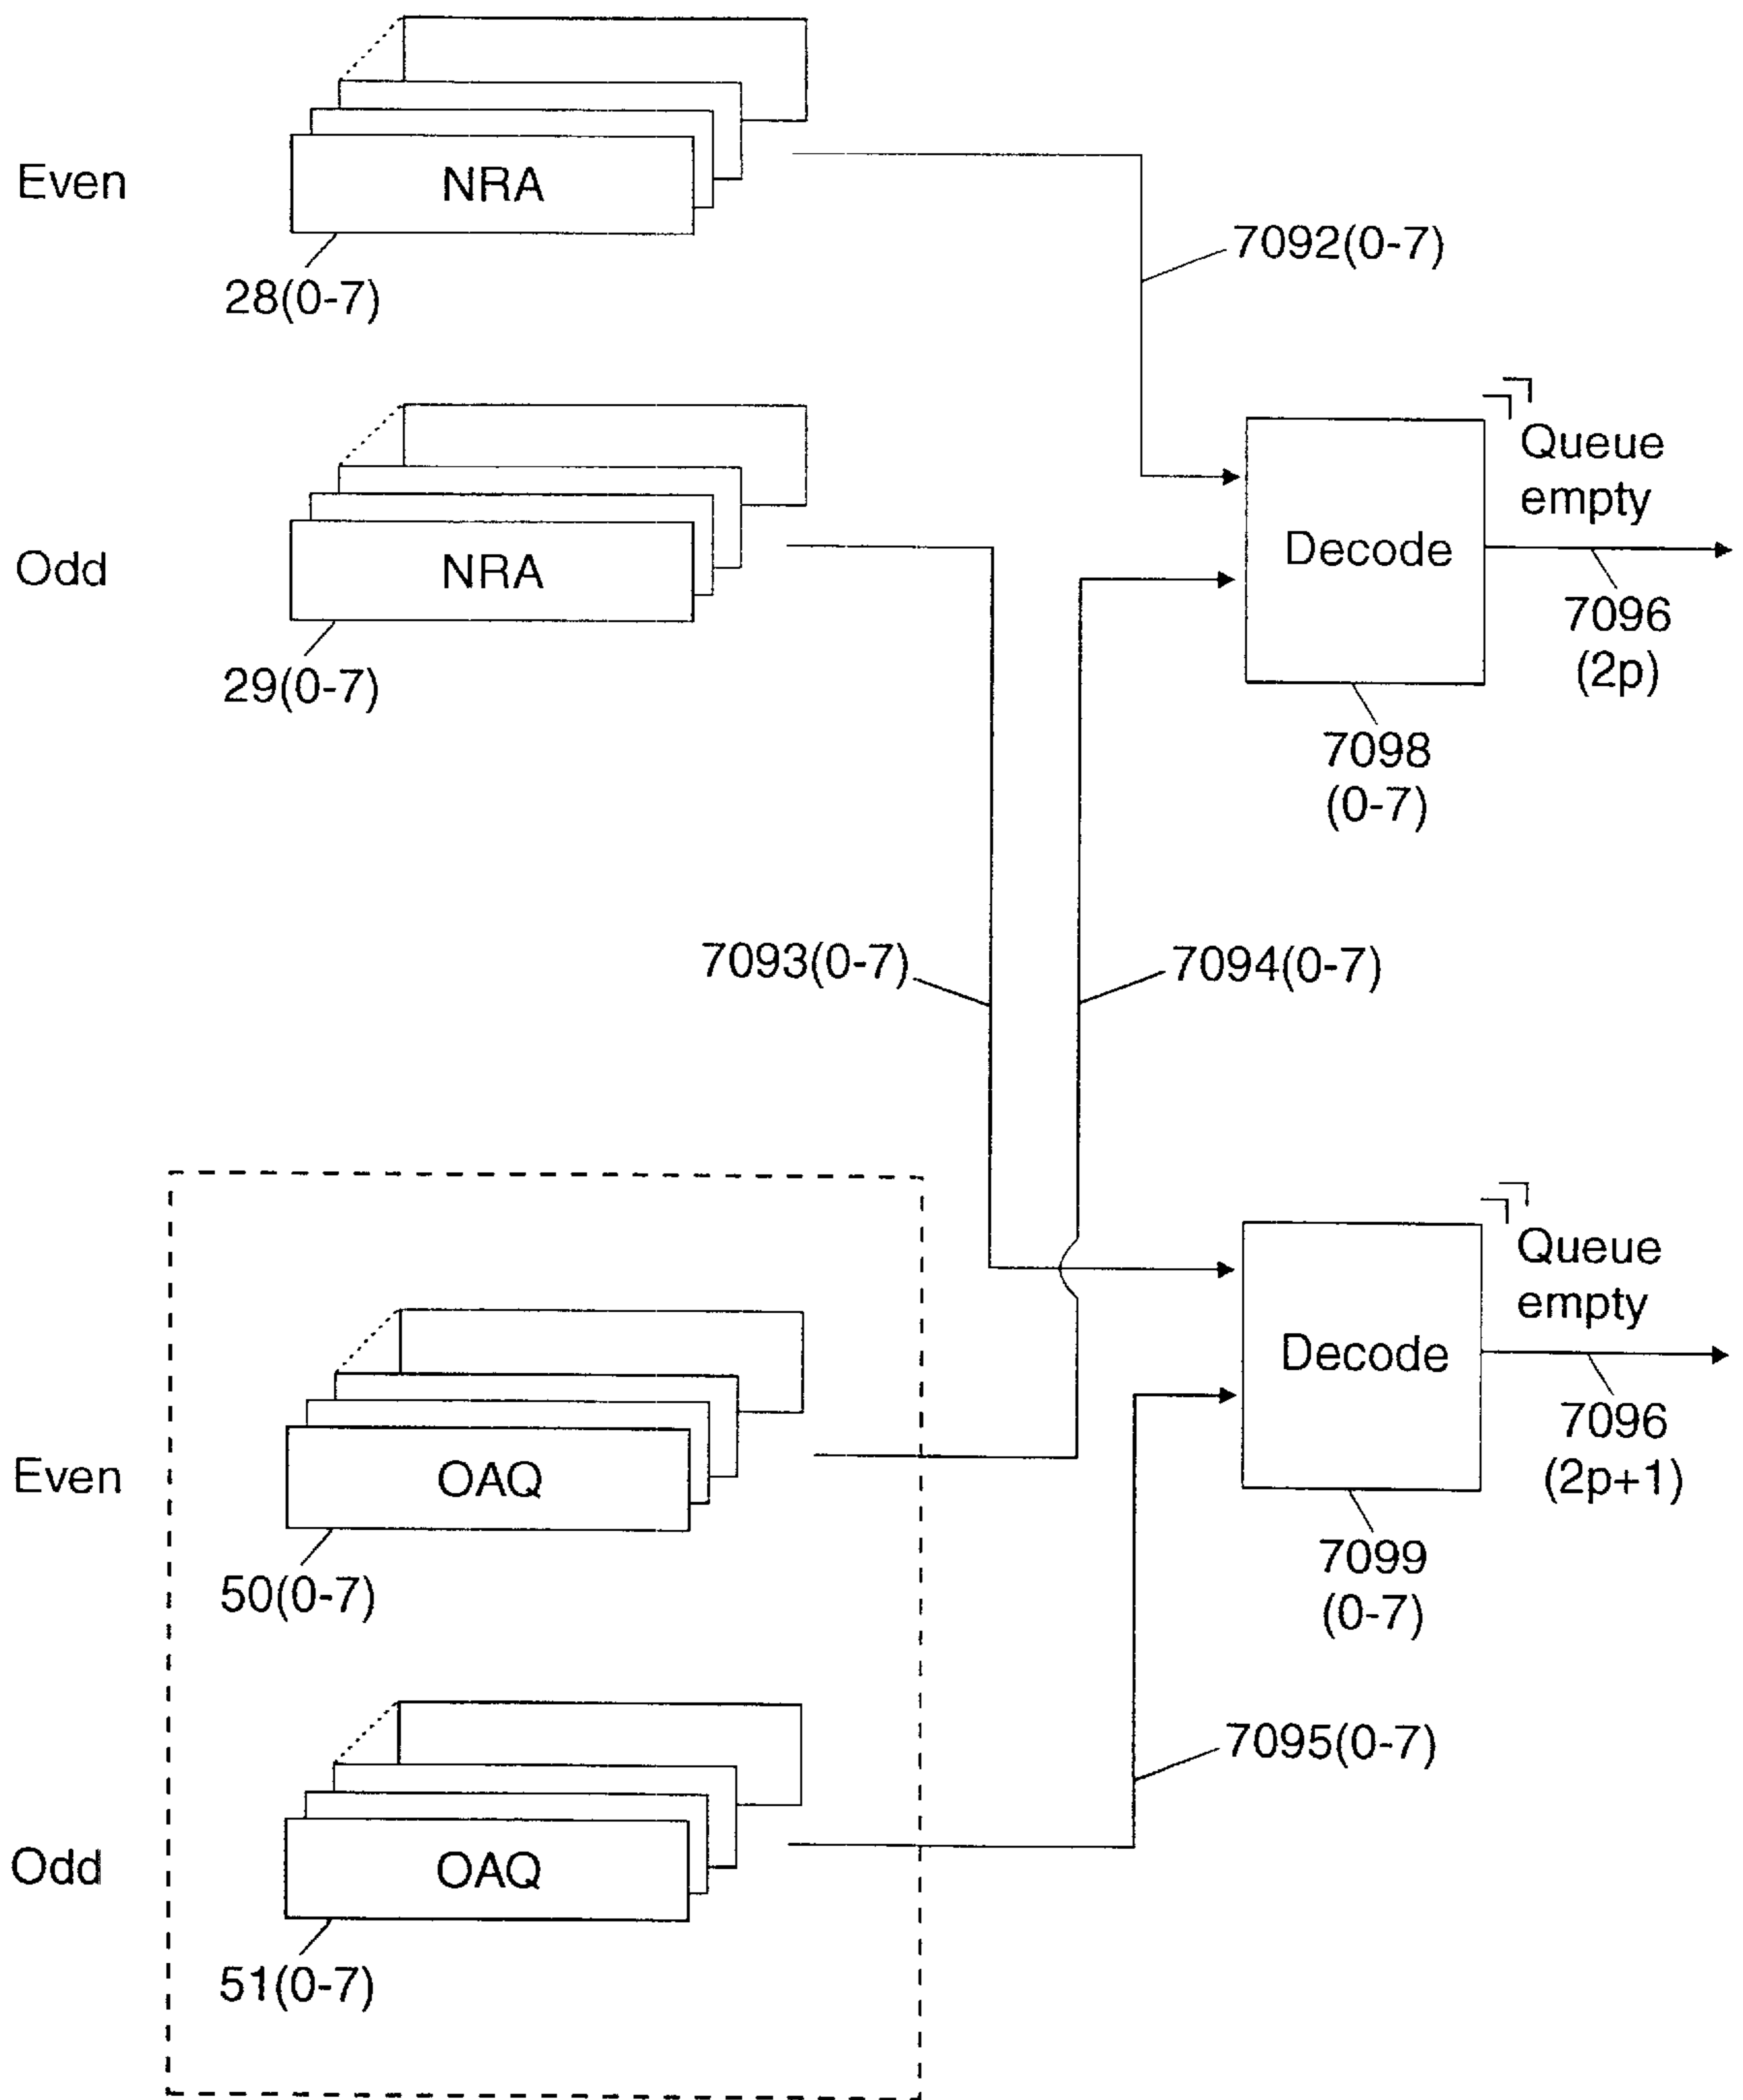 Even
NRA
28(0-7)
7092(0-7)
Odd
NRA
29(0-7)
Decode
Queue
empty
7096
(2p)
7098
(0-7)
7093(0-7)
7094(0-7)
Even
OAQ
50(0-7)
Decode
Queue
empty
7096
(2p+1)
7099
(0-7)
7095(0-7)
Odd
OAQ
51(0-7)